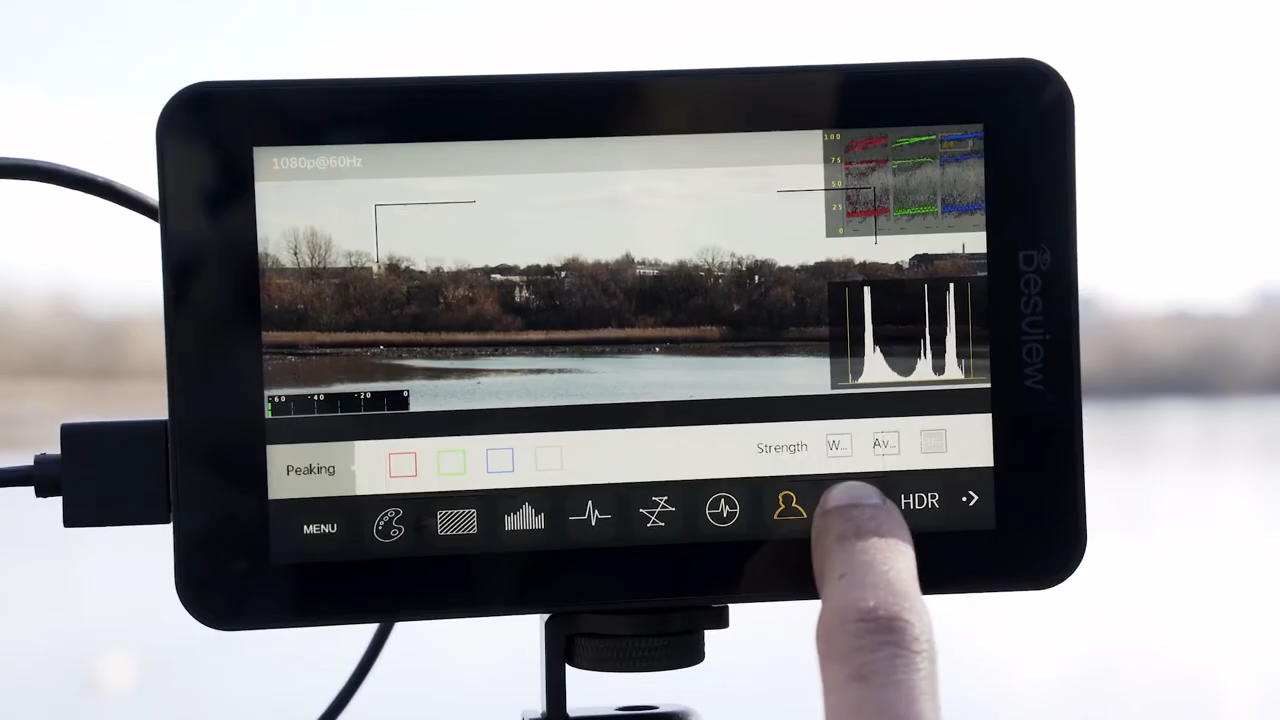 1080p@60Hz
100
75
50
25
0
Desview
-60 -40 -20 0
Peaking
Strength W... Av...
MENU
HDR